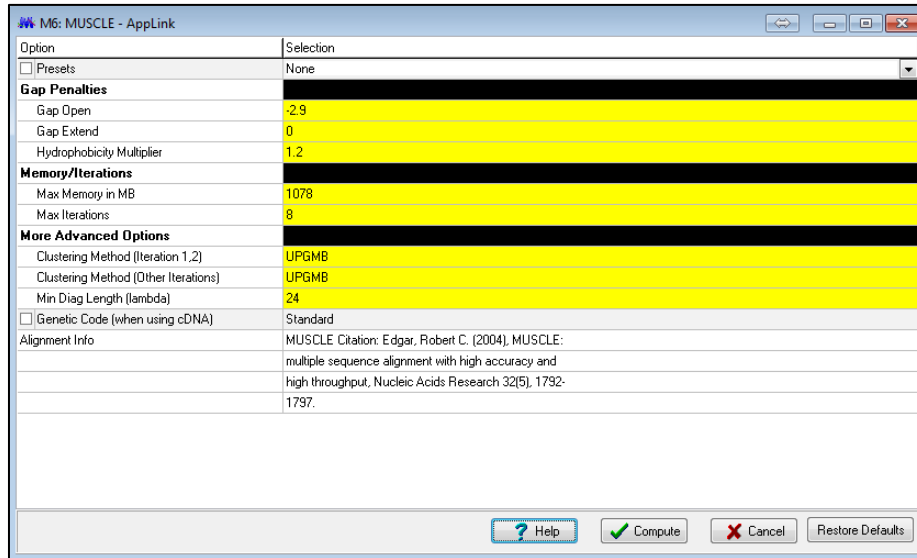 M6: MUSCLE - AppLink
Option Selection
Presets None
Gap Penalties
Gap Open -2.9
Gap Extend 0
Hydrophobicity Multiplier 1.2
Memory/Iterations
Max Memory in MB 1078
Max Iterations 8
More Advanced Options
Clustering Method (Iteration 1,2) UPGMB
Clustering Method (Other Iterations) UPGMB
Min Diag Length (lambda) 24
Genetic Code (when using cDNA) Standard
Alignment Info MUSCLE Citation: Edgar, Robert C. (2004), MUSCLE:
multiple sequence alignment with high accuracy and
high throughput, Nucleic Acids Research 32(5), 1792-
1797.
? Help Compute Cancel Restore Defaults